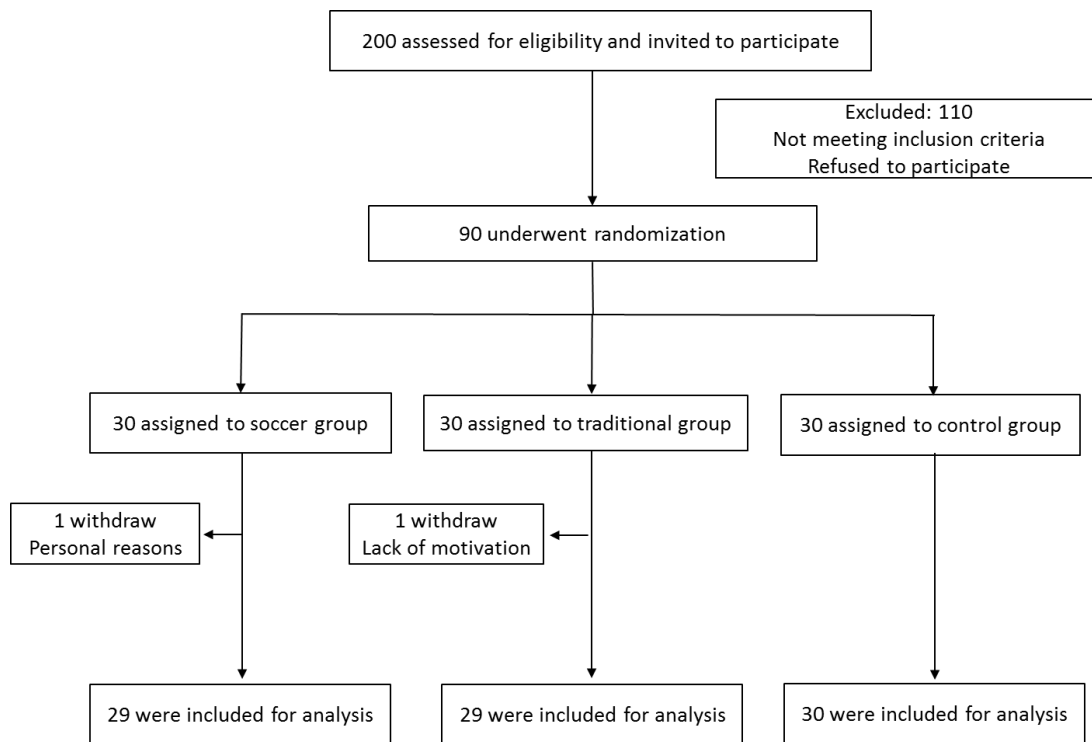 200 assessed for eligibility and invited to participate
Excluded: 110
Not meeting inclusion criteria
Refused to participate
90 underwent randomization
30 assigned to soccer group
30 assigned to traditional group
30 assigned to control group
1 withdraw
Personal reasons
1 withdraw
Lack of motivation
29 were included for analysis
29 were included for analysis
30 were included for analysis